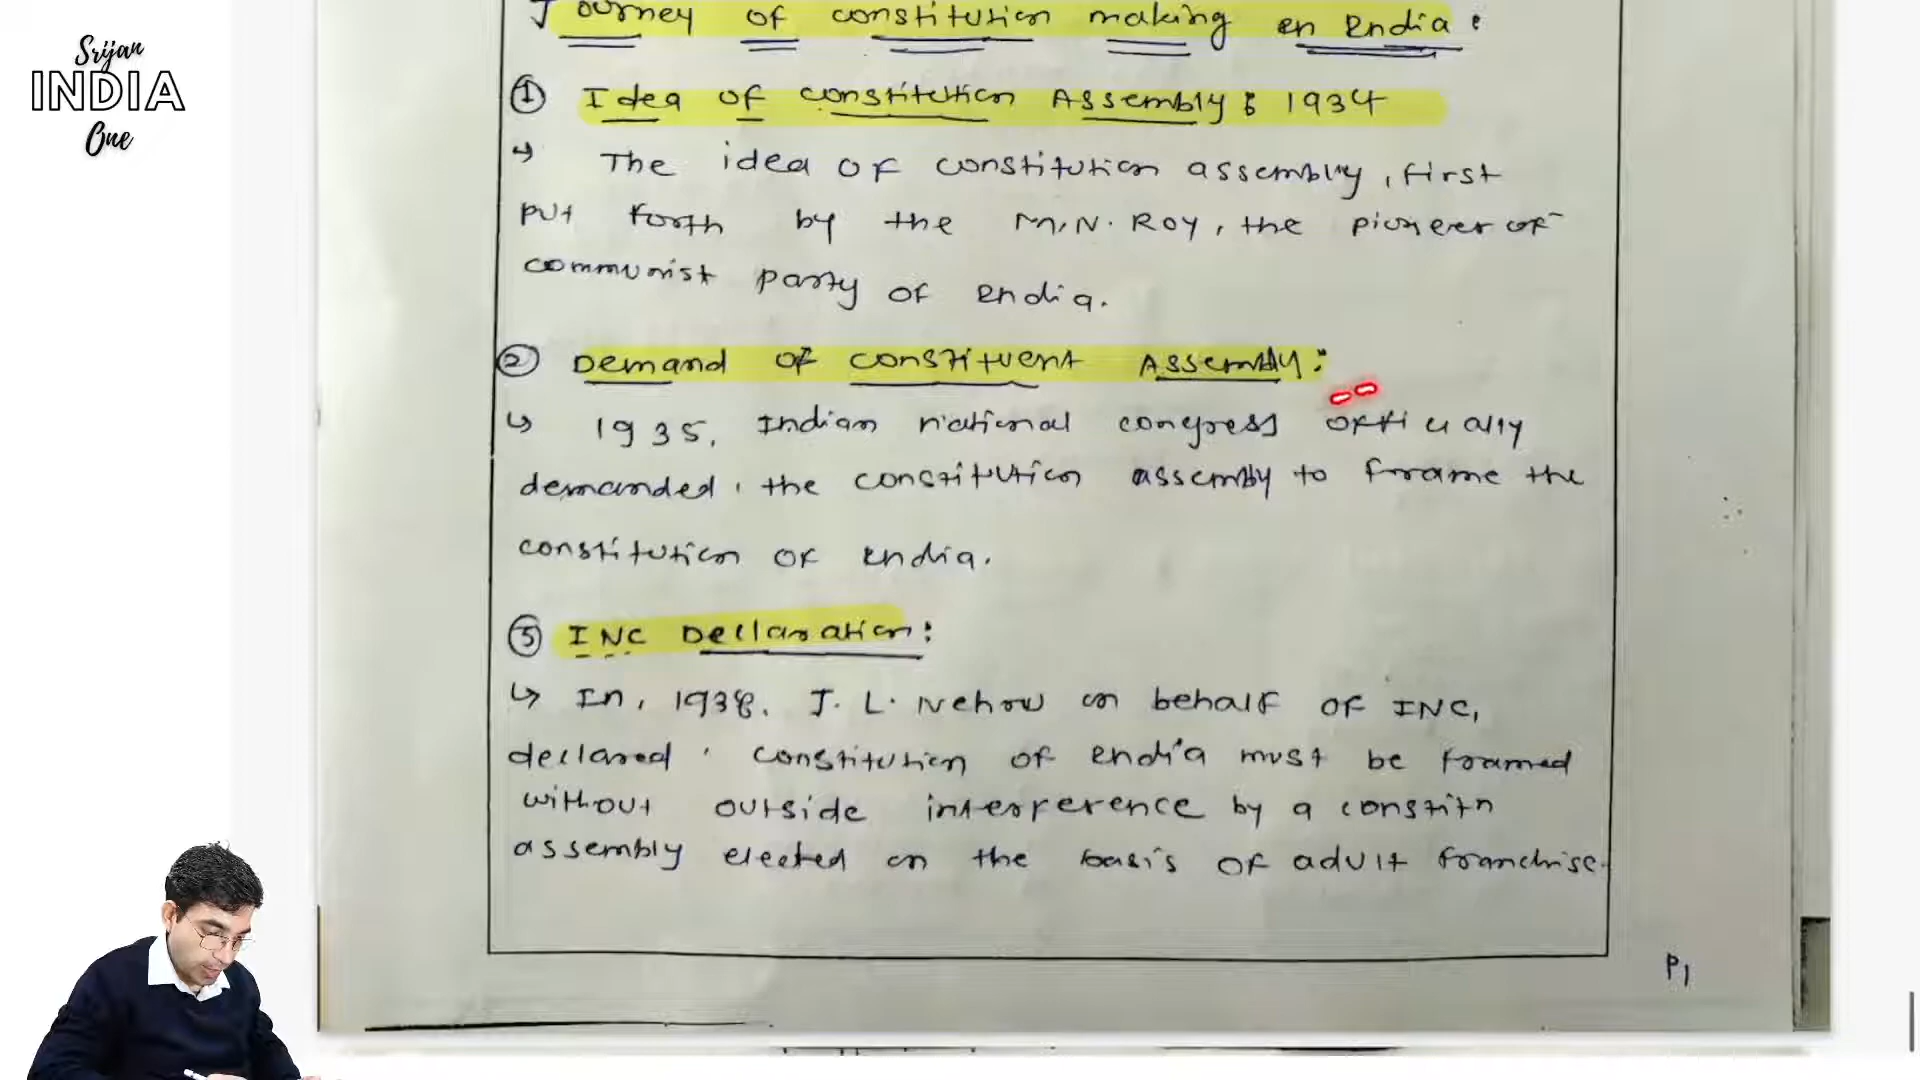 Srijan
INDIA
One
Journey of constitution making in India:
① Idea of constitution Assembly: 1934
↳ The idea of constitution assembly, first
put forth by the M.N. Roy, the pioneer of
communist party of India.
② Demand of constituent Assembly:
↳ 1935, Indian national congress officially
demanded, the constitution assembly to frame the
constitution of India.
③ INC Declaration:
↳ In, 1938, J. L. Nehru on behalf of INC,
declared, constitution of India must be framed
without outside interference by a constitn
assembly elected on the basis of adult franchise.
P1